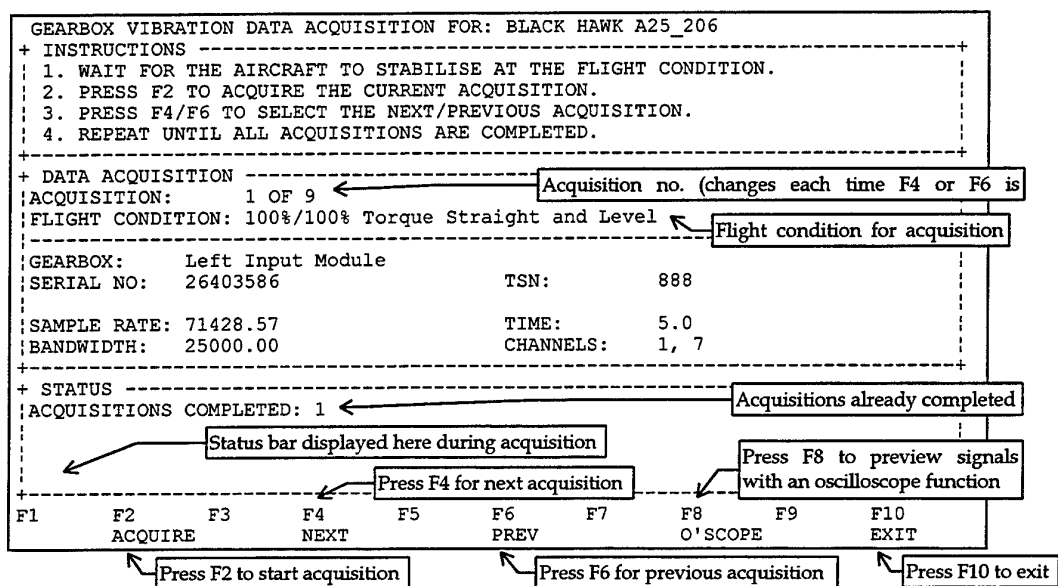 GEARBOX VIBRATION DATA ACQUISITION FOR: BLACK HAWK A25_206
INSTRUCTIONS
1. WAIT FOR THE AIRCRAFT TO STABILISE AT THE FLIGHT CONDITION.
2. PRESS F2 TO ACQUIRE THE CURRENT ACQUISITION.
3. PRESS F4/F6 TO SELECT THE NEXT/PREVIOUS ACQUISITION.
4. REPEAT UNTIL ALL ACQUISITIONS ARE COMPLETED.
DATA ACQUISITION
ACQUISITION: 1 OF 9
Acquisition no. (changes each time F4 or F6 is
FLIGHT CONDITION: 100%/100% Torque Straight and Level
Flight condition for acquisition
GEARBOX: Left Input Module
SERIAL NO: 26403586 TSN: 888
SAMPLE RATE: 71428.57 TIME: 5.0
BANDWIDTH: 25000.00 CHANNELS: 1, 7
STATUS
ACQUISITIONS COMPLETED: 1
Acquisitions already completed
Status bar displayed here during acquisition
Press F4 for next acquisition
Press F8 to preview signals
with an oscilloscope function
F1 F2 F3 F4 F5 F6 F7 F8 F9 F10
ACQUIRE NEXT PREV O'SCOPE EXIT
Press F2 to start acquisition
Press F6 for previous acquisition
Press F10 to exit